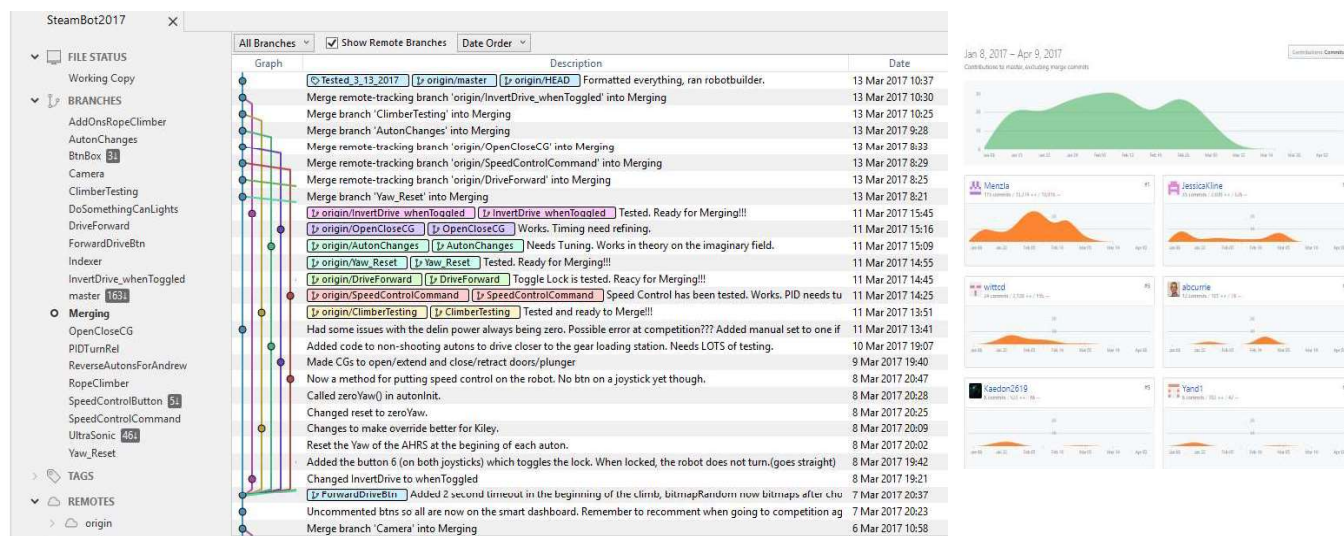 SteamBot2017 ×
FILE STATUS
Working Copy
BRANCHES
AddOnsRopeClimber
AutonChanges
BtnBox 3↓
Camera
ClimberTesting
DoSomethingCanLights
DriveForward
ForwardDriveBtn
Indexer
InvertDrive_whenToggled
master 163↓
Merging
OpenCloseCG
PIDTurnRel
ReverseAutonsForAndrew
RopeClimber
SpeedControlButton 5↓
SpeedControlCommand
UltraSonic 46↓
Yaw_Reset
TAGS
REMOTES
origin
All Branches Show Remote Branches Date Order
Graph Description Date
Tested_3_13_2017 origin/master origin/HEAD Formatted everything, ran robotbuilder. 13 Mar 2017 10:37
Merge remote-tracking branch 'origin/InvertDrive_whenToggled' into Merging 13 Mar 2017 10:30
Merge branch 'ClimberTesting' into Merging 13 Mar 2017 10:25
Merge branch 'AutonChanges' into Merging 13 Mar 2017 9:28
Merge remote-tracking branch 'origin/OpenCloseCG' into Merging 13 Mar 2017 8:33
Merge remote-tracking branch 'origin/SpeedControlCommand' into Merging 13 Mar 2017 8:29
Merge remote-tracking branch 'origin/DriveForward' into Merging 13 Mar 2017 8:25
Merge branch 'Yaw_Reset' into Merging 13 Mar 2017 8:21
origin/InvertDrive_whenToggled InvertDrive_whenToggled Tested. Ready for Merging!!! 11 Mar 2017 15:45
origin/OpenCloseCG OpenCloseCG Works. Timing need refining. 11 Mar 2017 15:16
origin/AutonChanges AutonChanges Needs Tuning. Works in theory on the imaginary field. 11 Mar 2017 15:09
origin/Yaw_Reset Yaw_Reset Tested. Ready for Merging!!! 11 Mar 2017 14:55
origin/DriveForward DriveForward Toggle Lock is tested. Reacy for Merging!!! 11 Mar 2017 14:45
origin/SpeedControlCommand SpeedControlCommand Speed Control has been tested. Works. PID needs tu 11 Mar 2017 14:25
origin/ClimberTesting ClimberTesting Tested and ready to Merge!!! 11 Mar 2017 13:51
Had some issues with the delin power always being zero. Possible error at competition??? Added manual set to one if 11 Mar 2017 13:41
Added code to non-shooting autons to drive closer to the gear loading station. Needs LOTS of testing. 10 Mar 2017 19:07
Made CGs to open/extend and close/retract doors/plunger 9 Mar 2017 19:40
Now a method for putting speed control on the robot. No btn on a joystick yet though. 8 Mar 2017 20:47
Called zeroYaw() in autonInit. 8 Mar 2017 20:28
Changed reset to zeroYaw. 8 Mar 2017 20:25
Changes to make override better for Kiley. 8 Mar 2017 20:09
Reset the Yaw of the AHRS at the begining of each auton. 8 Mar 2017 20:02
Added the button 6 (on both joysticks) which toggles the lock. When locked, the robot does not turn.(goes straight) 8 Mar 2017 19:42
Changed InvertDrive to whenToggled 8 Mar 2017 19:21
ForwardDriveBtn Added 2 second timeout in the beginning of the climb, bitmapRandom now bitmaps after cho 7 Mar 2017 20:37
Uncommented btns so all are now on the smart dashboard. Remember to recomment when going to competition ag 7 Mar 2017 20:23
Merge branch 'Camera' into Merging 6 Mar 2017 10:58
Jan 8, 2017 – Apr 9, 2017
Contributions to master, excluding merge commits
Menzla #1
JessicaKline
wittcd
abcurrie
Kaedon2619 #5
Yand1